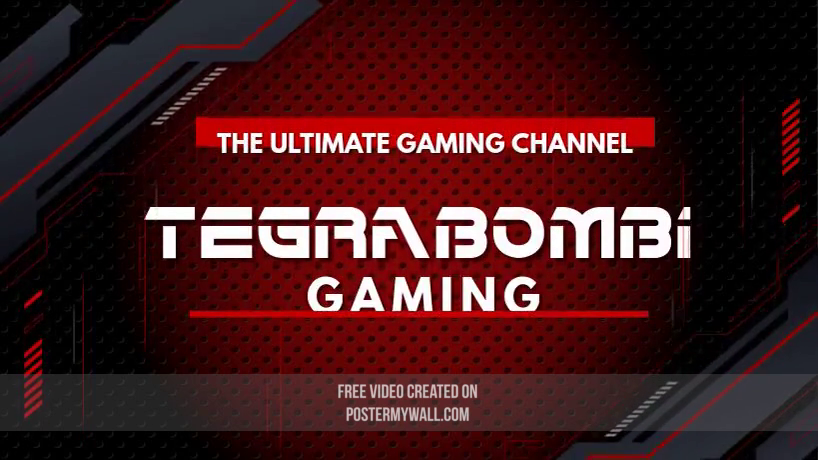 THE ULTIMATE GAMING CHANNEL
TEGRABOMBI
GAMING
FREE VIDEO CREATED ON
POSTERMYWALL.COM